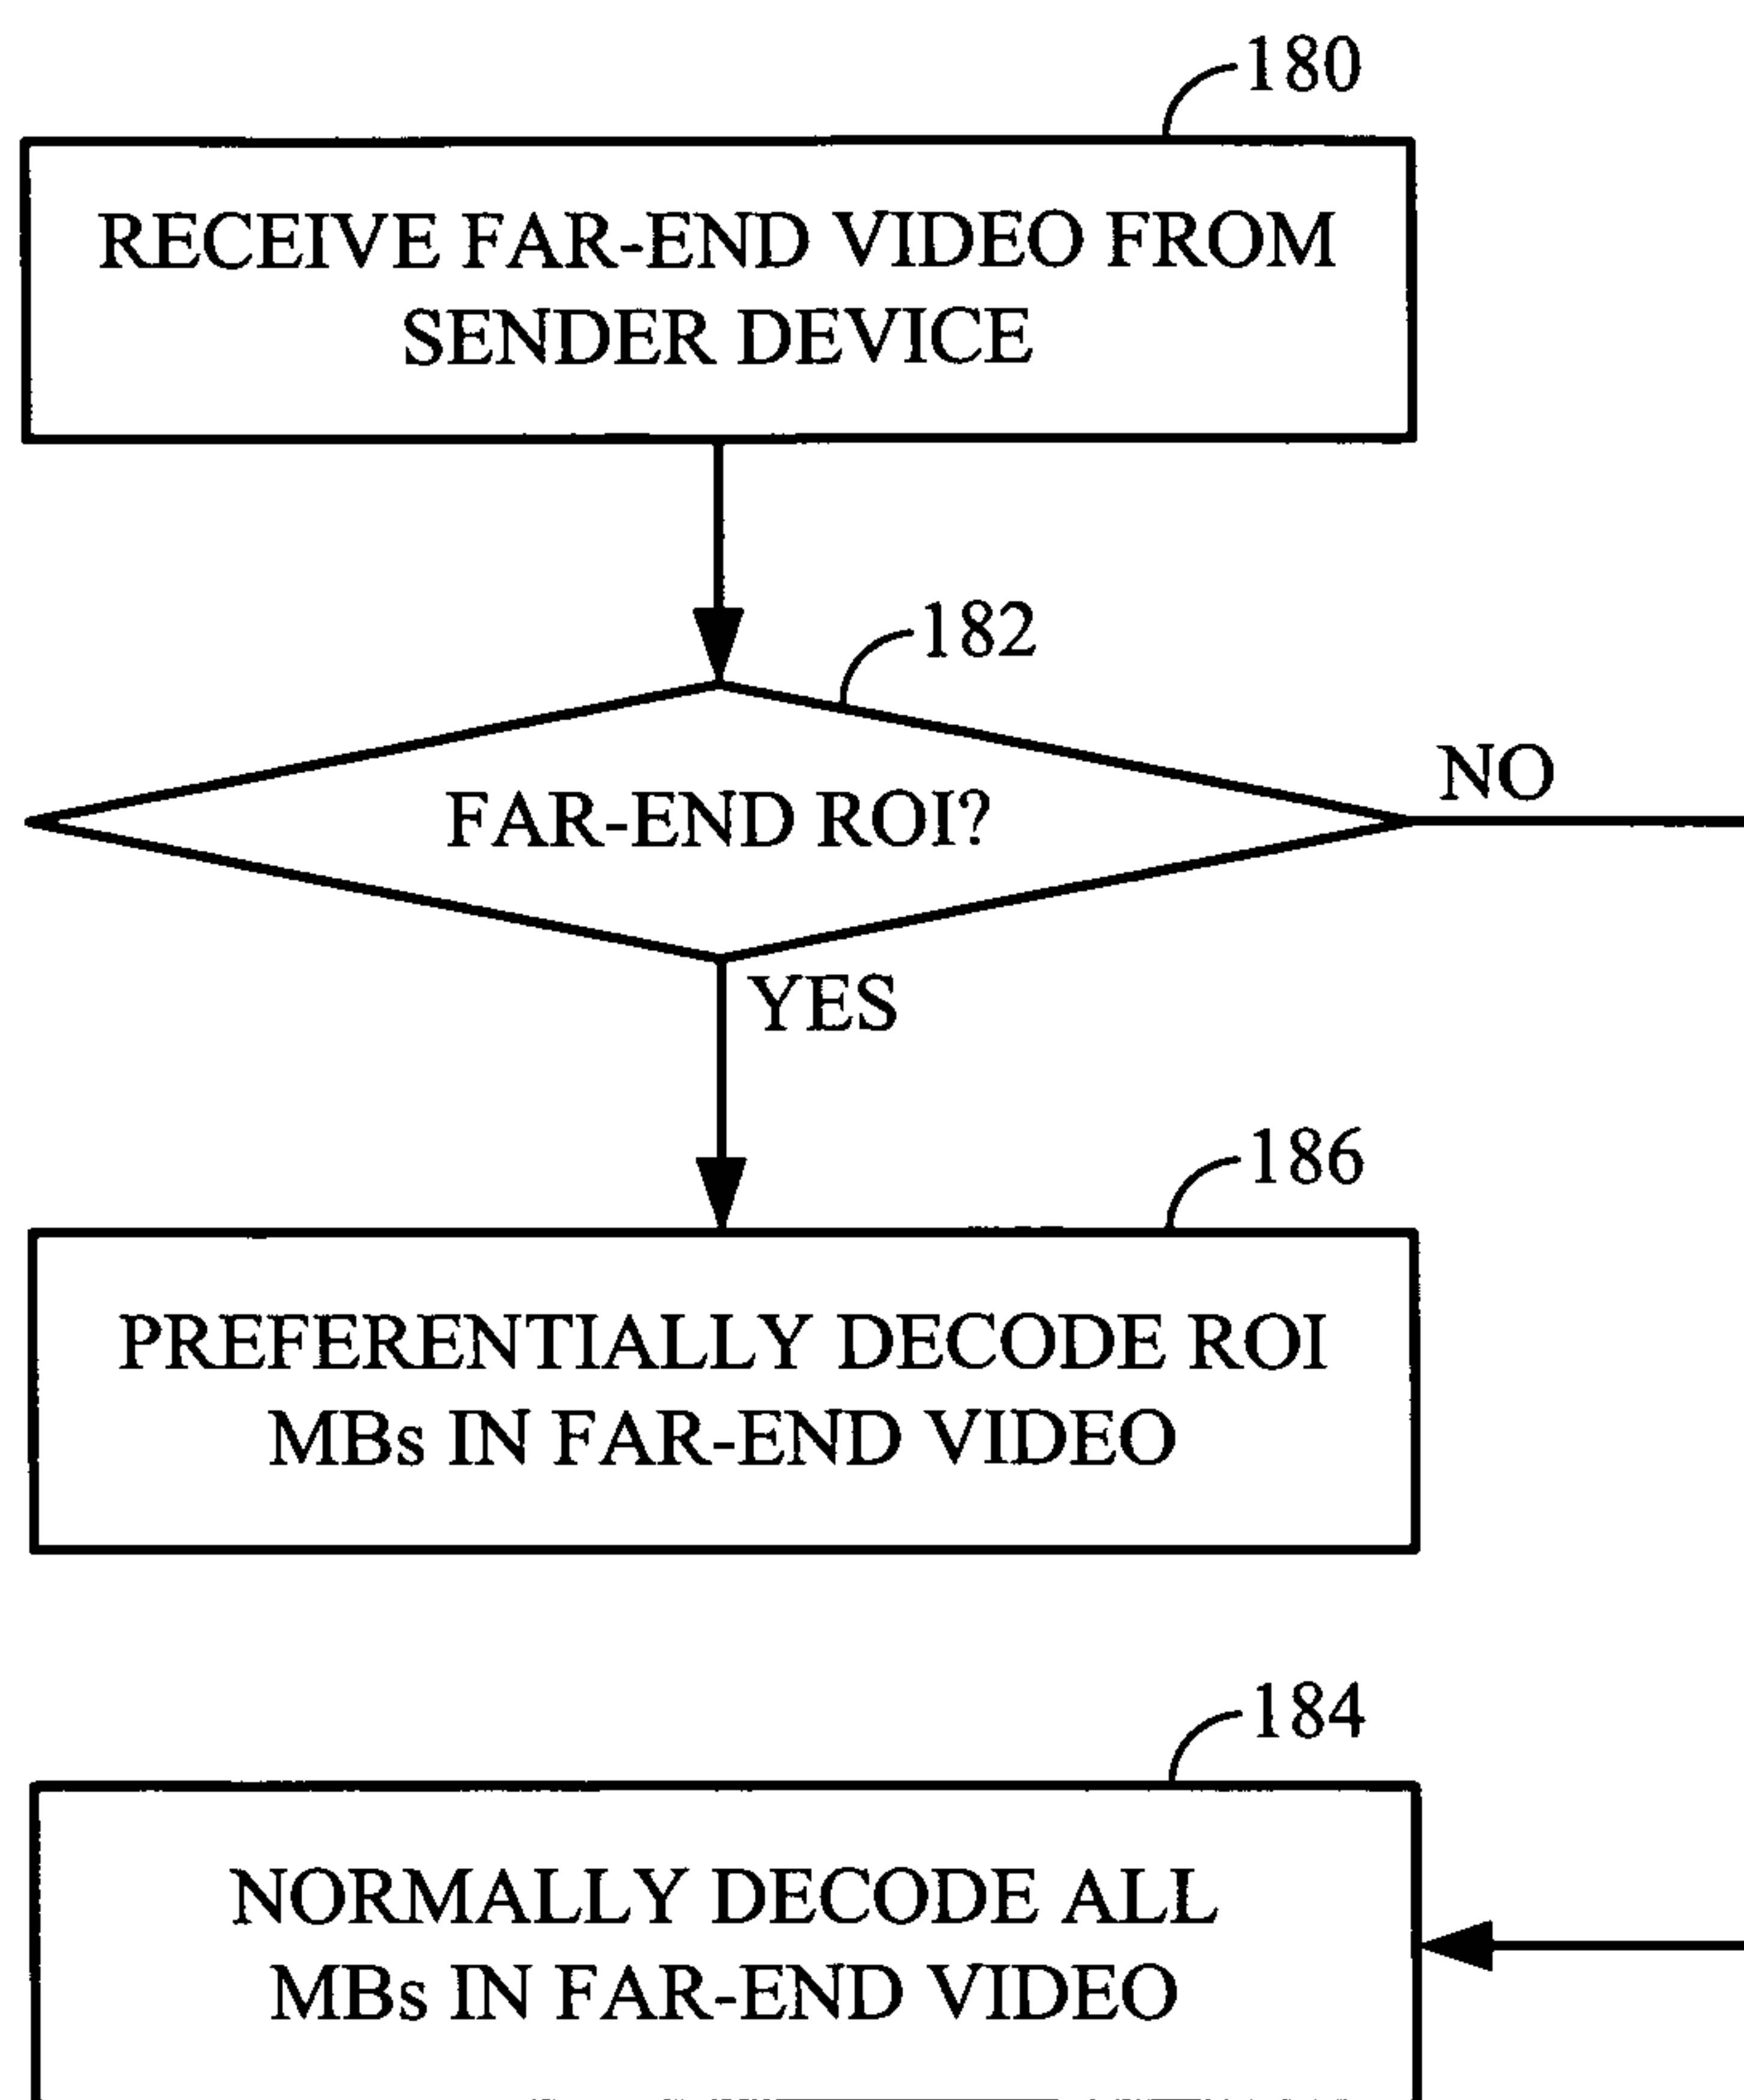 180
RECEIVE FAR-END VIDEO FROM
SENDER DEVICE
182
FAR-END ROI?
NO
YES
186
PREFERENTIALLY DECODE ROI
MBs IN FAR-END VIDEO
184
NORMALLY DECODE ALL
MBs IN FAR-END VIDEO